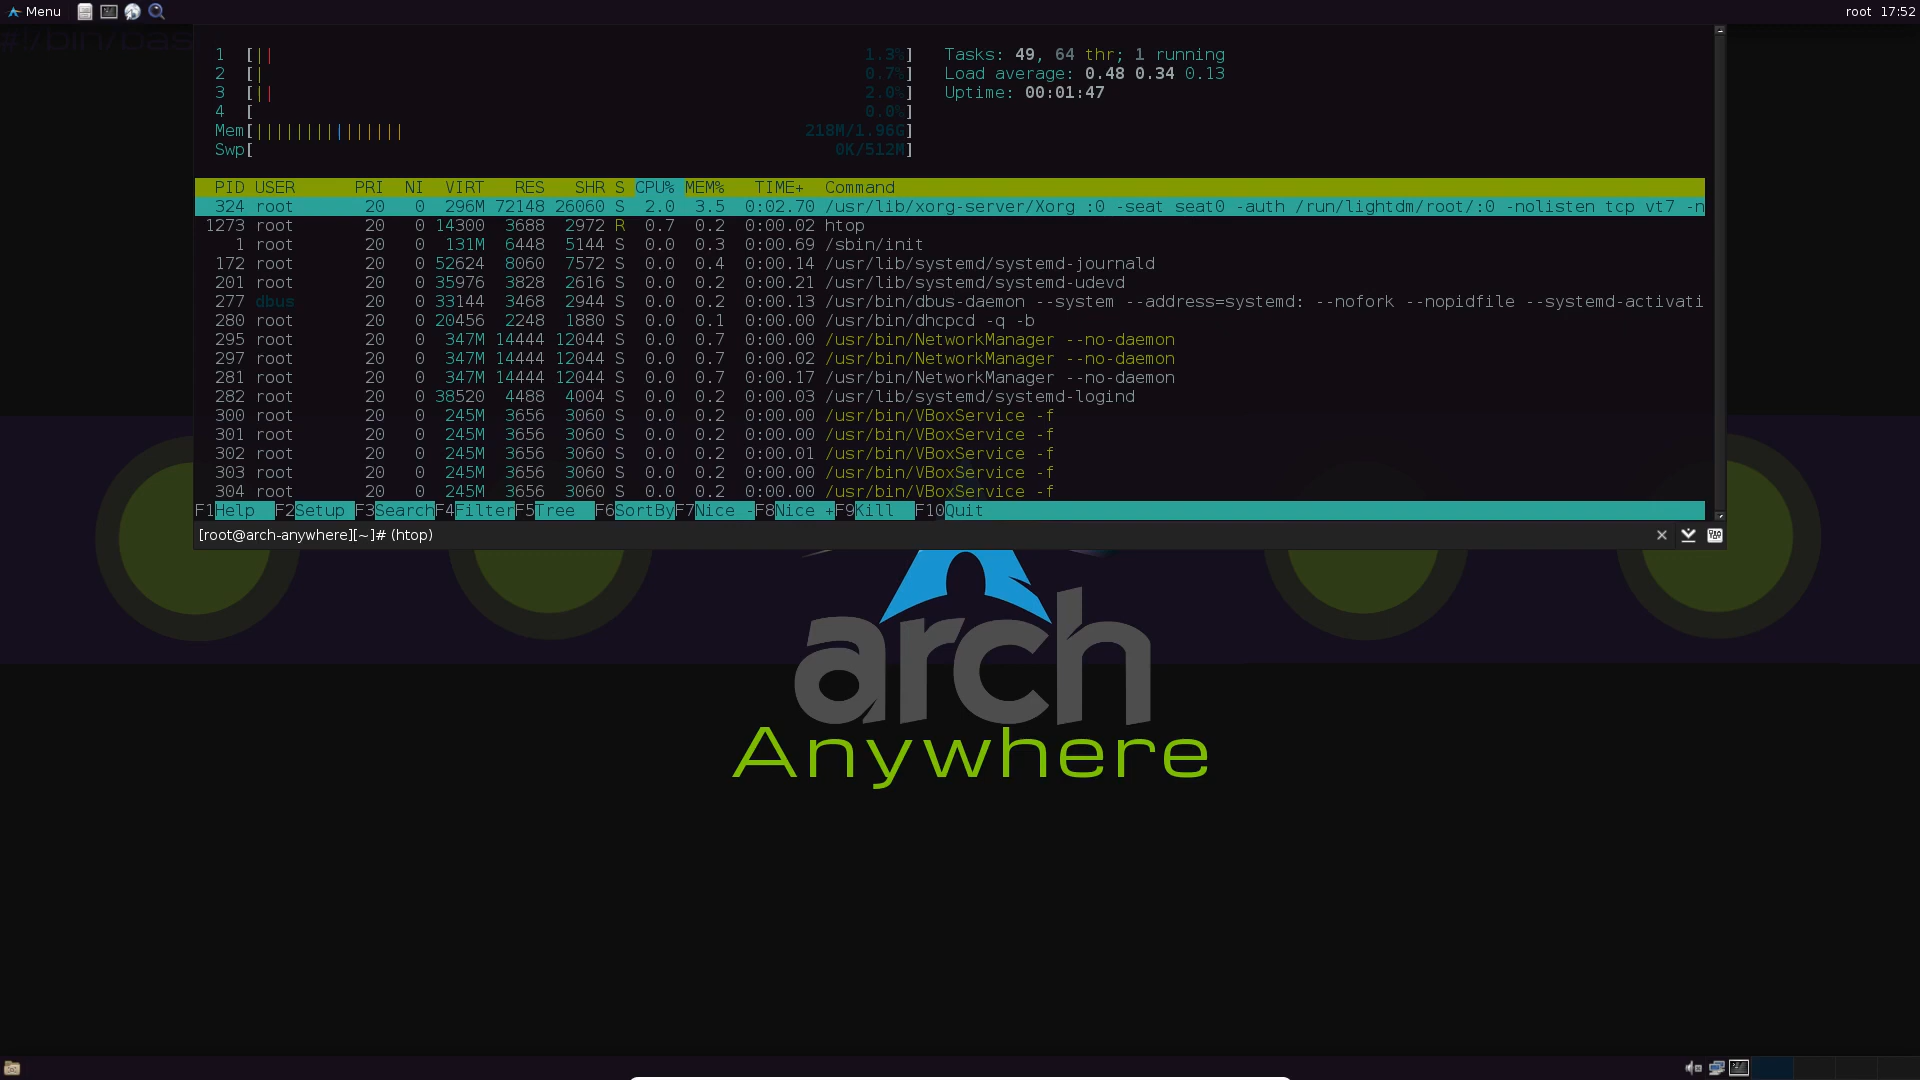 Menu
root 17:52
#!/bin/bas
1 [|| 1.3%] Tasks: 49, 64 thr; 1 running
2 [| 0.7%] Load average: 0.48 0.34 0.13
3 [|| 2.0%] Uptime: 00:01:47
4 [ 0.0%]
Mem[||||||||||||||| 218M/1.96G]
Swp[ 0K/512M]
PID USER PRI NI VIRT RES SHR S CPU% MEM% TIME+ Command
324 root 20 0 296M 72148 26060 S 2.0 3.5 0:02.70 /usr/lib/xorg-server/Xorg :0 -seat seat0 -auth /run/lightdm/root/:0 -nolisten tcp vt7 -n
1273 root 20 0 14300 3688 2972 R 0.7 0.2 0:00.02 htop
1 root 20 0 131M 6448 5144 S 0.0 0.3 0:00.69 /sbin/init
172 root 20 0 52624 8060 7572 S 0.0 0.4 0:00.14 /usr/lib/systemd/systemd-journald
201 root 20 0 35976 3828 2616 S 0.0 0.2 0:00.21 /usr/lib/systemd/systemd-udevd
277 dbus 20 0 33144 3468 2944 S 0.0 0.2 0:00.13 /usr/bin/dbus-daemon --system --address=systemd: --nofork --nopidfile --systemd-activati
280 root 20 0 20456 2248 1880 S 0.0 0.1 0:00.00 /usr/bin/dhcpcd -q -b
295 root 20 0 347M 14444 12044 S 0.0 0.7 0:00.00 /usr/bin/NetworkManager --no-daemon
297 root 20 0 347M 14444 12044 S 0.0 0.7 0:00.02 /usr/bin/NetworkManager --no-daemon
281 root 20 0 347M 14444 12044 S 0.0 0.7 0:00.17 /usr/bin/NetworkManager --no-daemon
282 root 20 0 38520 4488 4004 S 0.0 0.2 0:00.03 /usr/lib/systemd/systemd-logind
300 root 20 0 245M 3656 3060 S 0.0 0.2 0:00.00 /usr/bin/VBoxService -f
301 root 20 0 245M 3656 3060 S 0.0 0.2 0:00.00 /usr/bin/VBoxService -f
302 root 20 0 245M 3656 3060 S 0.0 0.2 0:00.01 /usr/bin/VBoxService -f
303 root 20 0 245M 3656 3060 S 0.0 0.2 0:00.00 /usr/bin/VBoxService -f
304 root 20 0 245M 3656 3060 S 0.0 0.2 0:00.00 /usr/bin/VBoxService -f
F1Help F2Setup F3SearchF4FilterF5Tree F6SortByF7Nice -F8Nice +F9Kill F10Quit
[root@arch-anywhere][~]# (htop)
arch
Anywhere